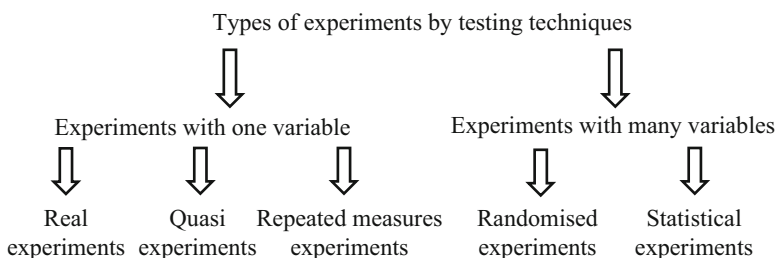 Types of experiments by testing techniques
Experiments with one variable
Experiments with many variables
Real experiments
Quasi experiments
Repeated measures experiments
Randomised experiments
Statistical experiments